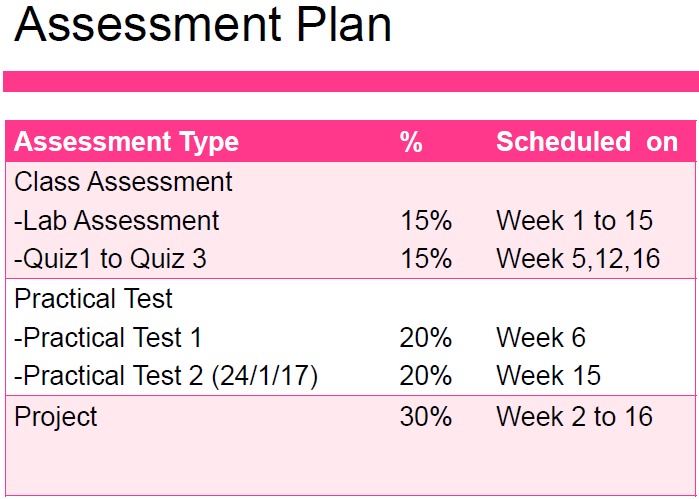 Assessment Plan
Assessment Type % Scheduled on
Class Assessment
-Lab Assessment 15% Week 1 to 15
-Quiz1 to Quiz 3 15% Week 5,12,16
Practical Test
-Practical Test 1 20% Week 6
-Practical Test 2 (24/1/17) 20% Week 15
Project 30% Week 2 to 16